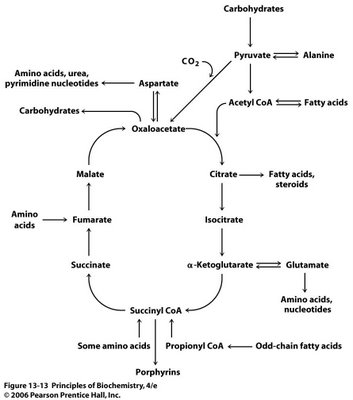 Carbohydrates
CO2
Pyruvate
Alanine
Amino acids, urea,
pyrimidine nucleotides
Aspartate
Acetyl CoA
Fatty acids
Carbohydrates
Oxaloacetate
Malate
Citrate
Fatty acids,
steroids
Amino
acids
Fumarate
Isocitrate
Succinate
α-Ketoglutarate
Glutamate
Amino acids,
nucleotides
Succinyl CoA
Some amino acids
Propionyl CoA
Odd-chain fatty acids
Porphyrins
Figure 13-13 Principles of Biochemistry, 4/e
© 2006 Pearson Prentice Hall, Inc.